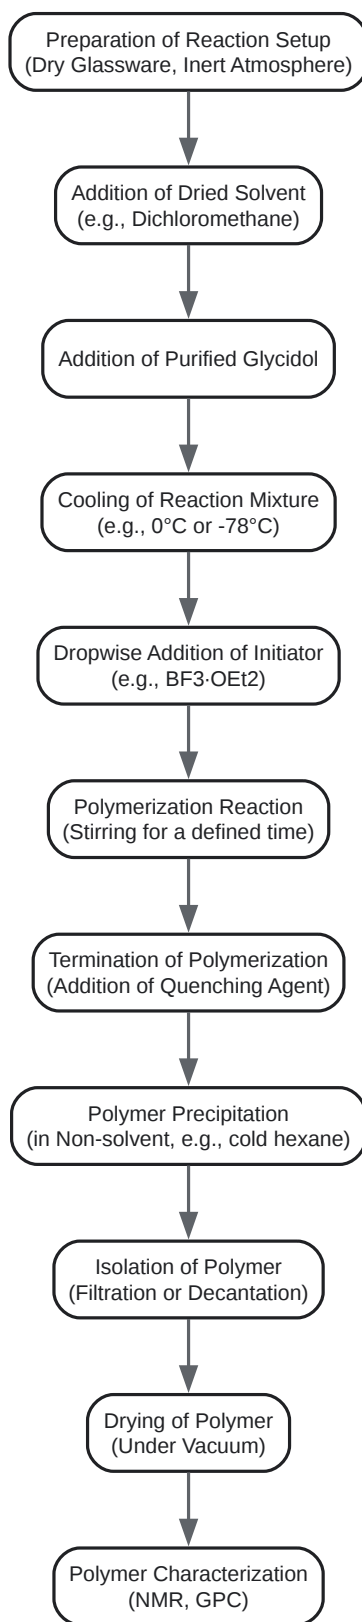 Preparation of Reaction Setup
(Dry Glassware, Inert Atmosphere)
Addition of Dried Solvent
(e.g., Dichloromethane)
Addition of Purified Glycidol
Cooling of Reaction Mixture
(e.g., 0°C or -78°C)
Dropwise Addition of Initiator
(e.g., BF3·OEt2)
Polymerization Reaction
(Stirring for a defined time)
Termination of Polymerization
(Addition of Quenching Agent)
Polymer Precipitation
(in Non-solvent, e.g., cold hexane)
Isolation of Polymer
(Filtration or Decantation)
Drying of Polymer
(Under Vacuum)
Polymer Characterization
(NMR, GPC)